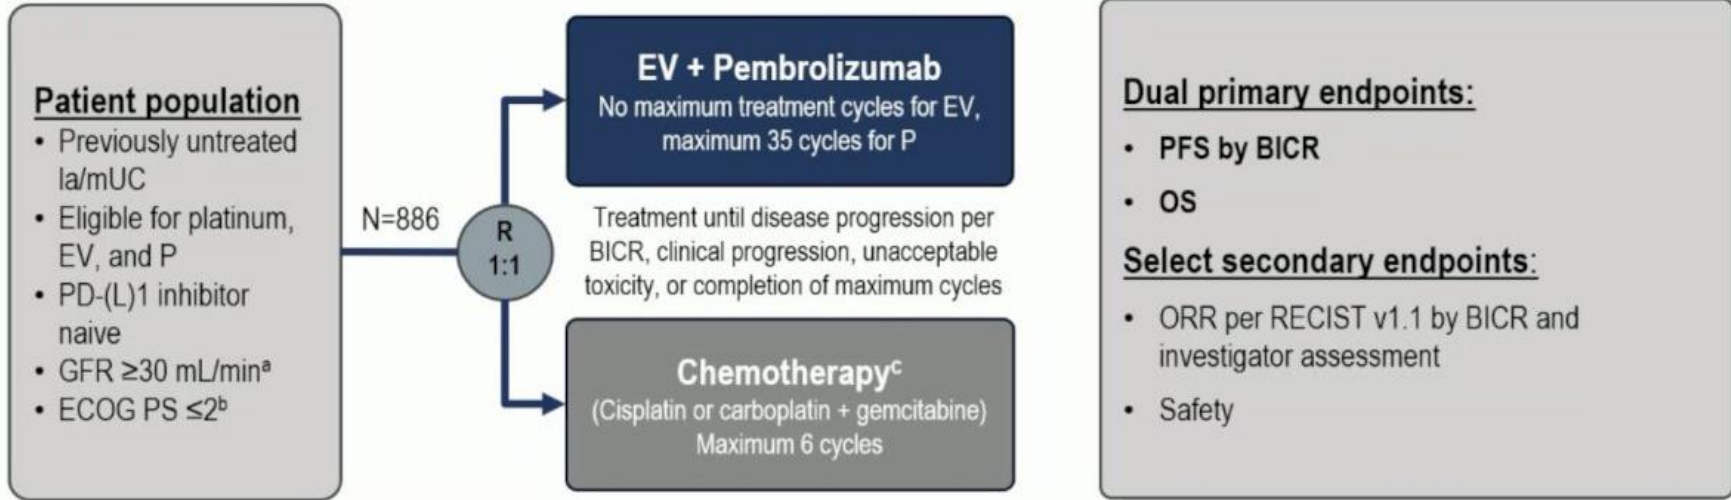 Patient population
• Previously untreated
la/mUC
• Eligible for platinum,
EV, and P
• PD-(L)1 inhibitor
naive
• GFR ≥30 mL/minᵃ
• ECOG PS ≤2ᵇ
N=886
R
1:1
EV + Pembrolizumab
No maximum treatment cycles for EV,
maximum 35 cycles for P
Treatment until disease progression per
BICR, clinical progression, unacceptable
toxicity, or completion of maximum cycles
Chemotherapyᶜ
(Cisplatin or carboplatin + gemcitabine)
Maximum 6 cycles
Dual primary endpoints:
• PFS by BICR
• OS
Select secondary endpoints:
• ORR per RECIST v1.1 by BICR and
investigator assessment
• Safety